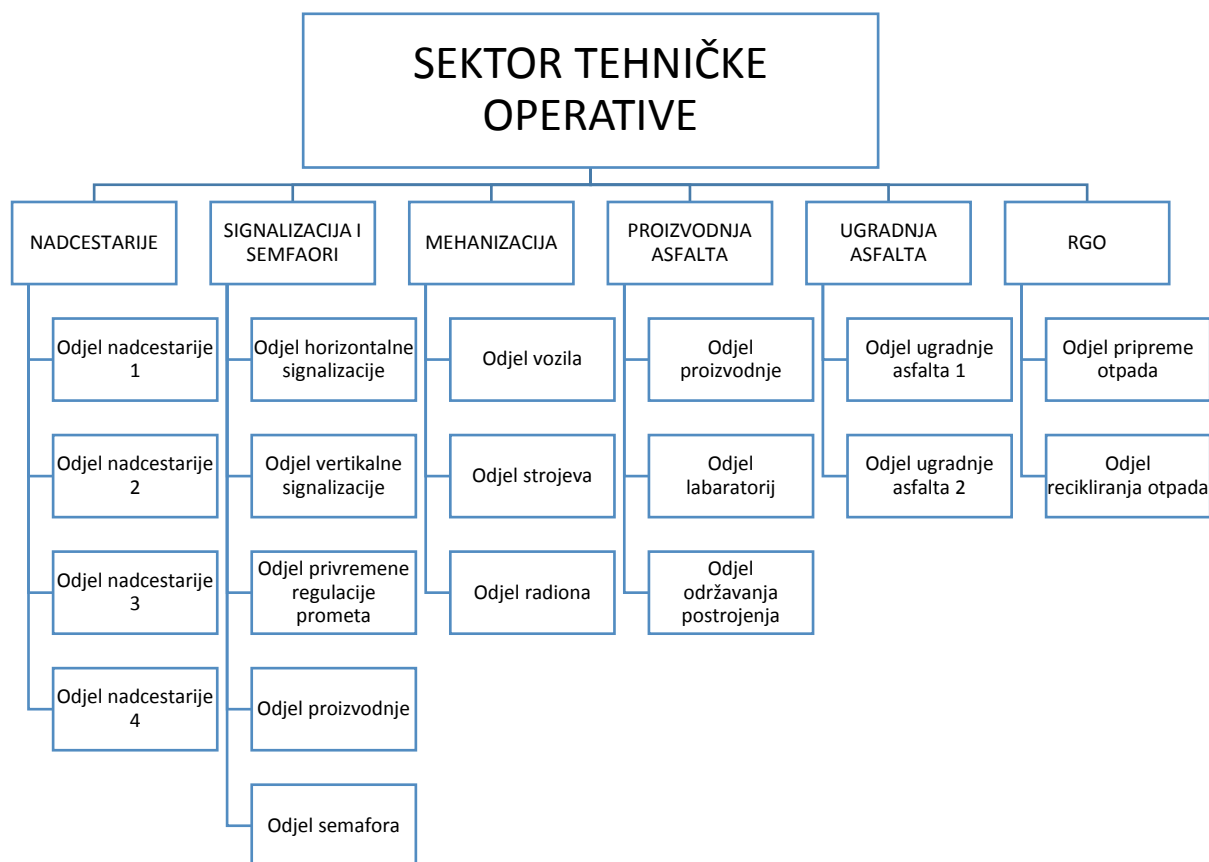 SEKTOR TEHNIČKE
OPERATIVE
NADCESTARIJE
SIGNALIZACIJA I
SEMFAORI
MEHANIZACIJA
PROIZVODNJA
ASFALTA
UGRADNJA
ASFALTA
RGO
Odjel nadcestarije
1
Odjel horizontalne
signalizacije
Odjel vozila
Odjel
proizvodnje
Odjel ugradnje
asfalta 1
Odjel pripreme
otpada
Odjel nadcestarije
2
Odjel vertikalne
signalizacije
Odjel strojeva
Odjel
labaratorij
Odjel ugradnje
asfalta 2
Odjel
recikliranja otpada
Odjel nadcestarije
3
Odjel privremene
regulacije
prometa
Odjel radiona
Odjel
održavanja
postrojenja
Odjel nadcestarije
4
Odjel proizvodnje
Odjel semafora